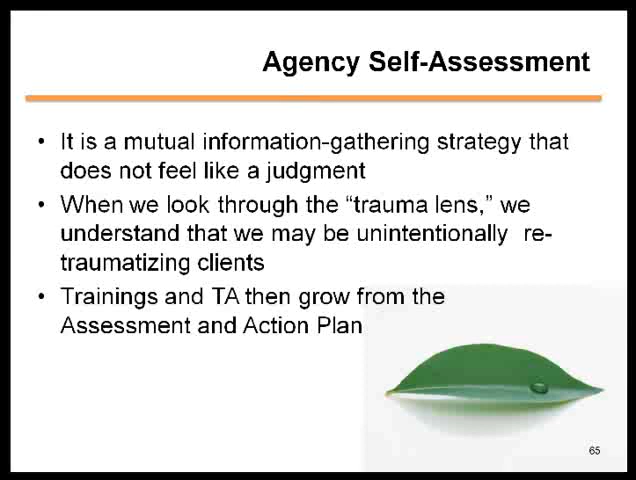 Agency Self-Assessment
• It is a mutual information-gathering strategy that
does not feel like a judgment
• When we look through the “trauma lens,” we
understand that we may be unintentionally re-
traumatizing clients
• Trainings and TA then grow from the
Assessment and Action Plan
65